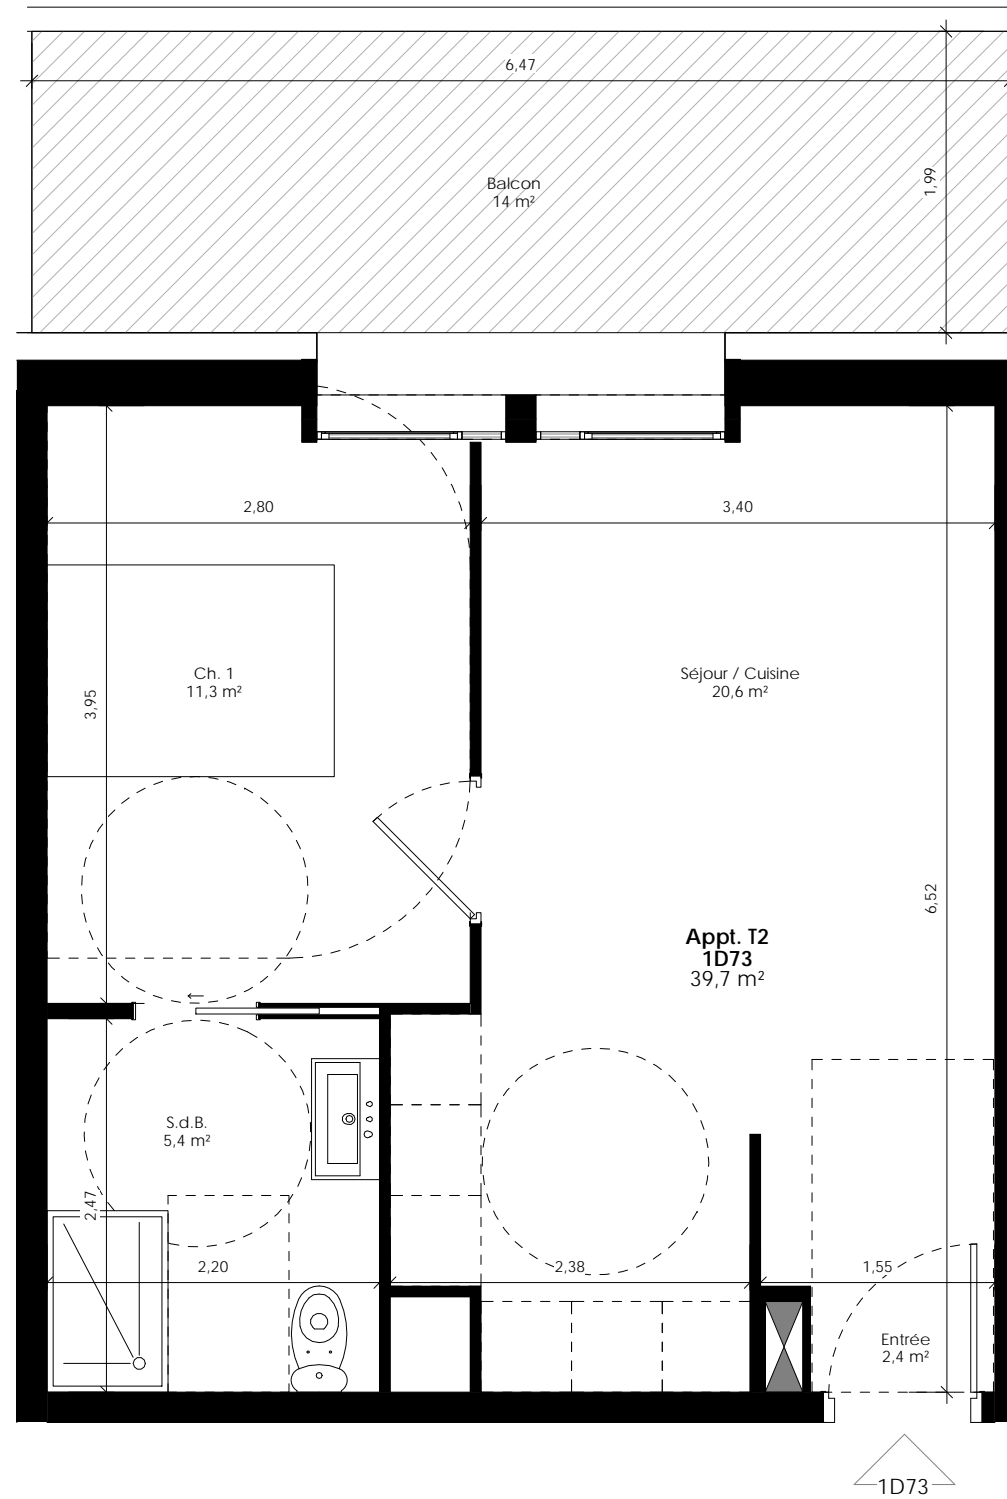 6,47
Balcon
14 m²
1,99
2,80
3,40
Ch. 1
11,3 m²
Séjour / Cuisine
20,6 m²
3,95
6,52
Appt. T2
1D73
39,7 m²
S.d.B.
5,4 m²
2,47
2,20
2,38
1,55
Entrée
2,4 m²
1D73